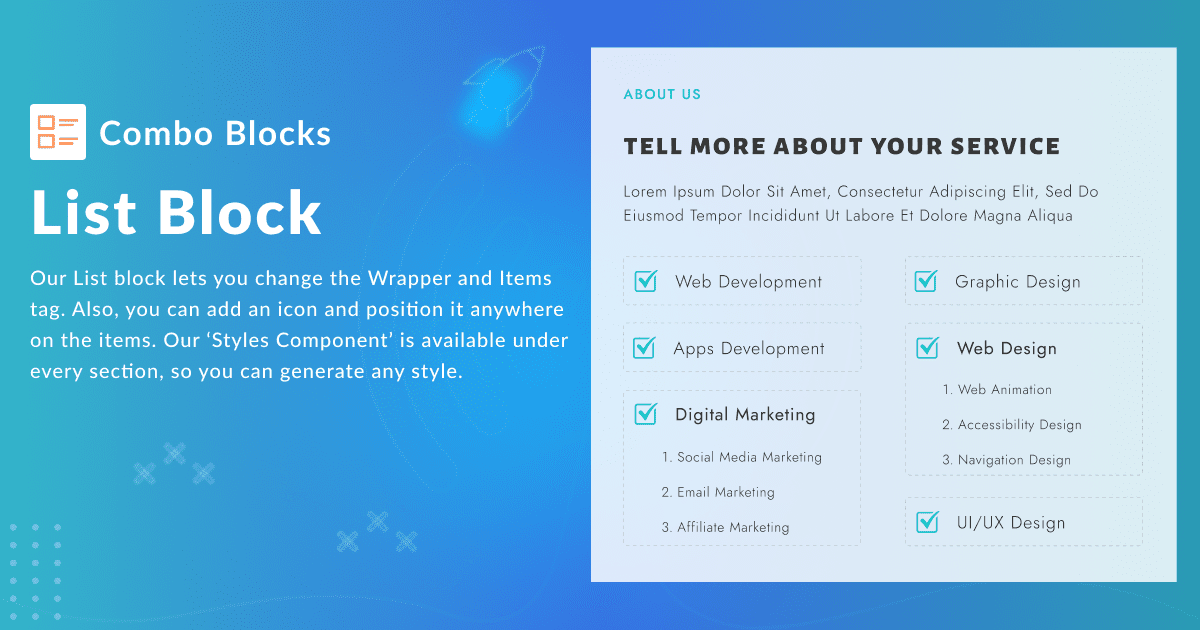 Combo Blocks
List Block
Our List block lets you change the Wrapper and Items
tag. Also, you can add an icon and position it anywhere
on the items. Our ‘Styles Component’ is available under
every section, so you can generate any style.
ABOUT US
TELL MORE ABOUT YOUR SERVICE
Lorem Ipsum Dolor Sit Amet, Consectetur Adipiscing Elit, Sed Do
Eiusmod Tempor Incididunt Ut Labore Et Dolore Magna Aliqua
Web Development
Apps Development
Digital Marketing
1. Social Media Marketing
2. Email Marketing
3. Affiliate Marketing
Graphic Design
Web Design
1. Web Animation
2. Accessibility Design
3. Navigation Design
UI/UX Design